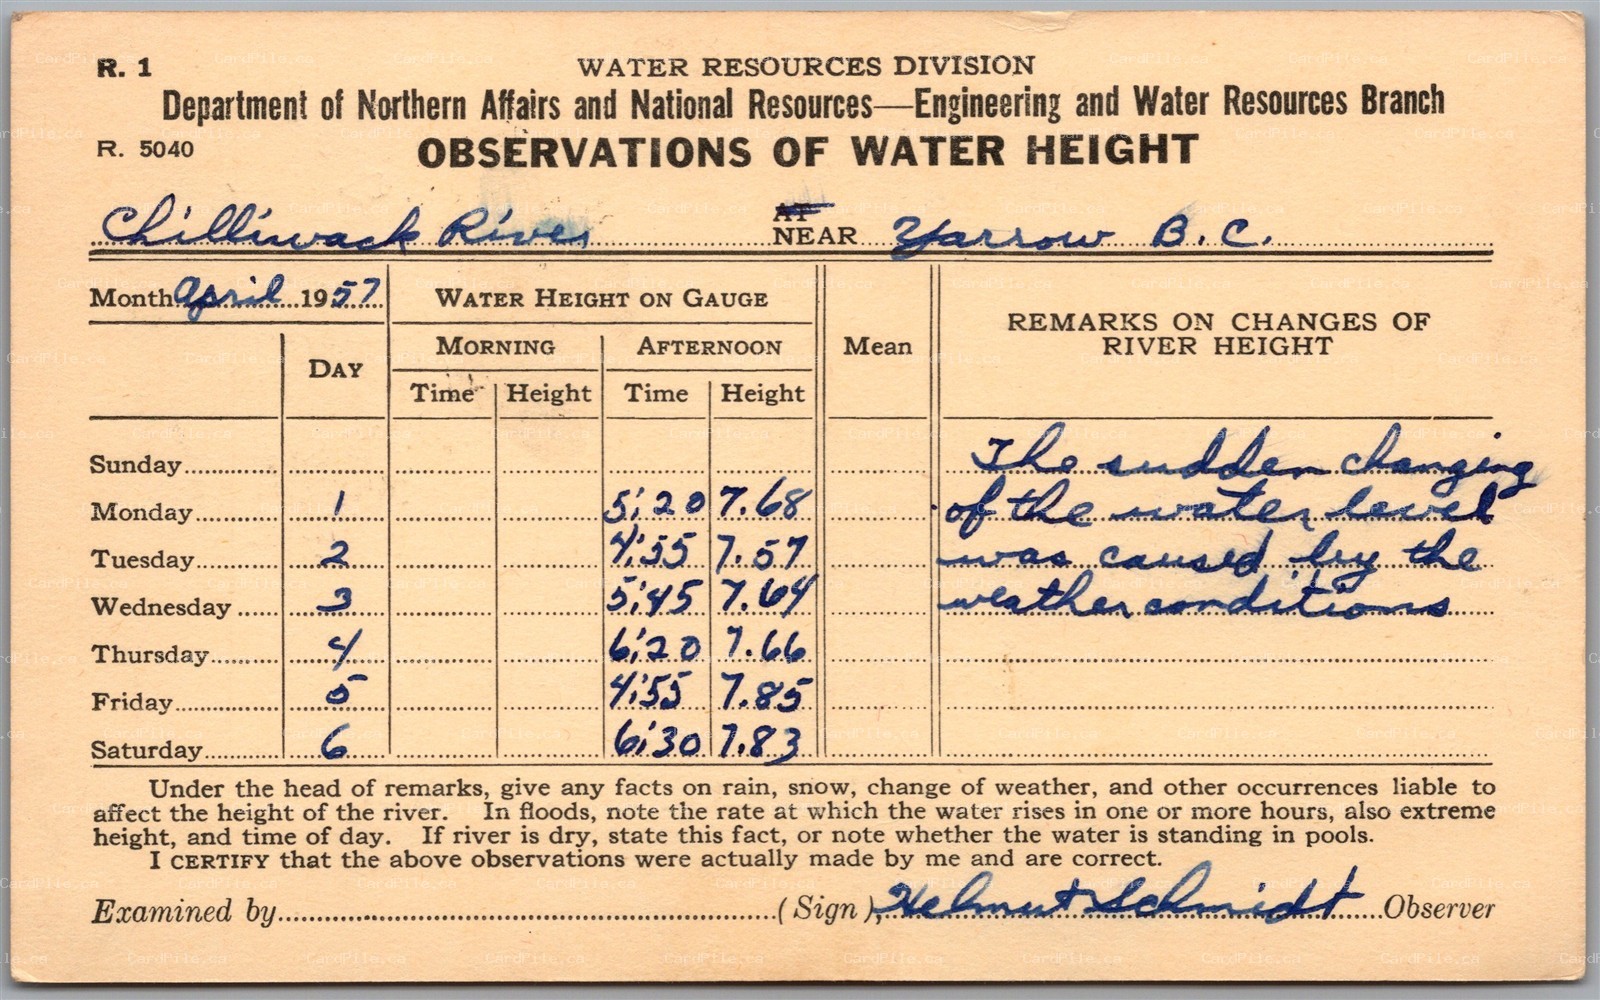 R. 1
WATER RESOURCES DIVISION
Department of Northern Affairs and National Resources—Engineering and Water Resources Branch
R. 5040
OBSERVATIONS OF WATER HEIGHT
Chilliwack River AT NEAR Yarrow B.C.
Month April 1957 WATER HEIGHT ON GAUGE
REMARKS ON CHANGES OF RIVER HEIGHT
DAY MORNING AFTERNOON Mean
Time Height Time Height
Sunday The sudden changing
Monday 1 5:20 7.68 of the water level
Tuesday 2 4:55 7.57 was caused by the
Wednesday 3 5:45 7.64 weather conditions
Thursday 4 6:20 7.66
Friday 5 4:55 7.85
Saturday 6 6:30 7.83
Under the head of remarks, give any facts on rain, snow, change of weather, and other occurrences liable to
affect the height of the river. In floods, note the rate at which the water rises in one or more hours, also extreme
height, and time of day. If river is dry, state this fact, or note whether the water is standing in pools.
I CERTIFY that the above observations were actually made by me and are correct.
Examined by (Sign), Helmut Schmidt Observer
CardPile.ca